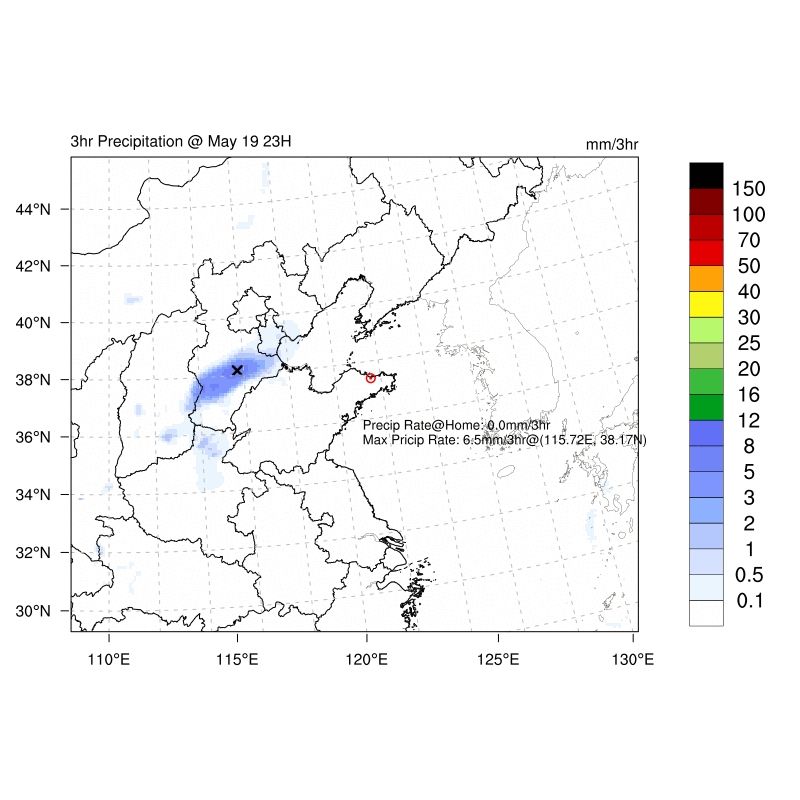 3hr Precipitation @ May 19 23H
mm/3hr
44°N
42°N
40°N
38°N
36°N
34°N
32°N
30°N
110°E
115°E
120°E
125°E
130°E
Precip Rate@Home: 0.0mm/3hr
Max Pricip Rate: 6.5mm/3hr@(115.72E, 38.17N)
150
100
70
50
40
30
25
20
16
12
8
5
3
2
1
0.5
0.1